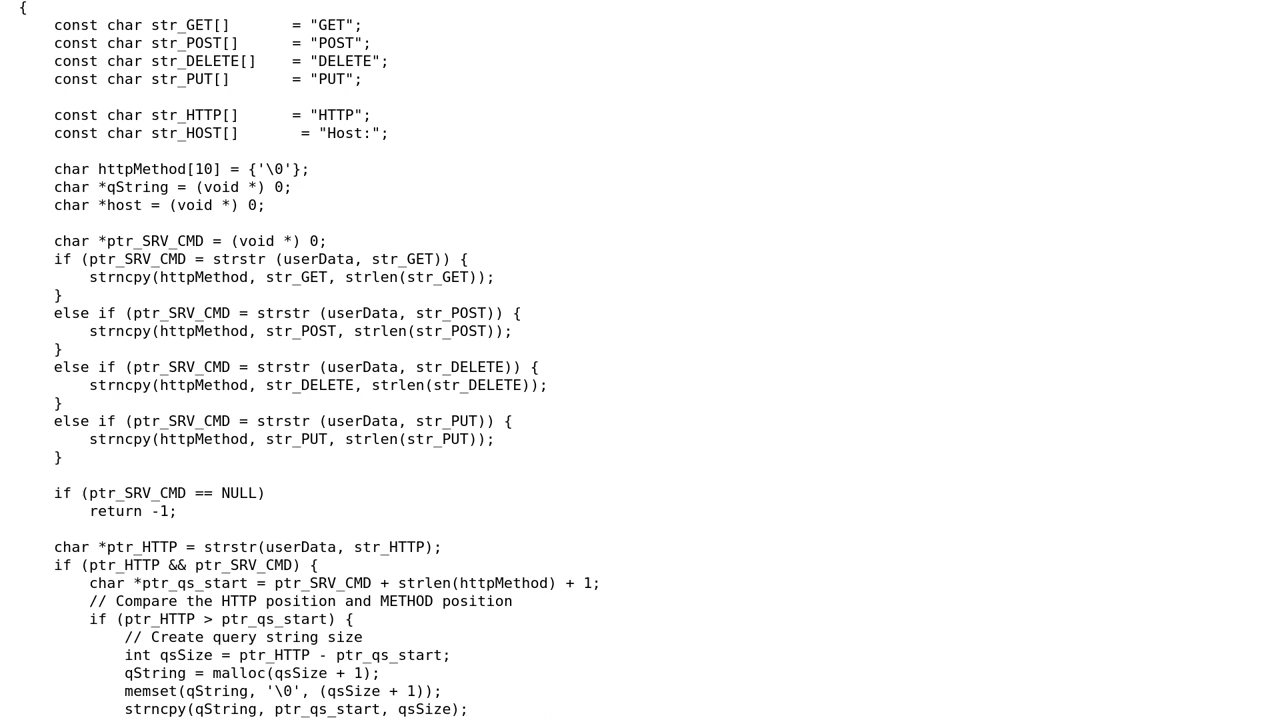 {
    const char str_GET[]       = "GET";
    const char str_POST[]      = "POST";
    const char str_DELETE[]    = "DELETE";
    const char str_PUT[]       = "PUT";

    const char str_HTTP[]      = "HTTP";
    const char str_HOST[]       = "Host:";

    char httpMethod[10] = {'\0'};
    char *qString = (void *) 0;
    char *host = (void *) 0;

    char *ptr_SRV_CMD = (void *) 0;
    if (ptr_SRV_CMD = strstr (userData, str_GET)) {
        strncpy(httpMethod, str_GET, strlen(str_GET));
    }
    else if (ptr_SRV_CMD = strstr (userData, str_POST)) {
        strncpy(httpMethod, str_POST, strlen(str_POST));
    }
    else if (ptr_SRV_CMD = strstr (userData, str_DELETE)) {
        strncpy(httpMethod, str_DELETE, strlen(str_DELETE));
    }
    else if (ptr_SRV_CMD = strstr (userData, str_PUT)) {
        strncpy(httpMethod, str_PUT, strlen(str_PUT));
    }

    if (ptr_SRV_CMD == NULL)
        return -1;

    char *ptr_HTTP = strstr(userData, str_HTTP);
    if (ptr_HTTP && ptr_SRV_CMD) {
        char *ptr_qs_start = ptr_SRV_CMD + strlen(httpMethod) + 1;
        // Compare the HTTP position and METHOD position
        if (ptr_HTTP > ptr_qs_start) {
            // Create query string size
            int qsSize = ptr_HTTP - ptr_qs_start;
            qString = malloc(qsSize + 1);
            memset(qString, '\0', (qsSize + 1));
            strncpy(qString, ptr_qs_start, qsSize);